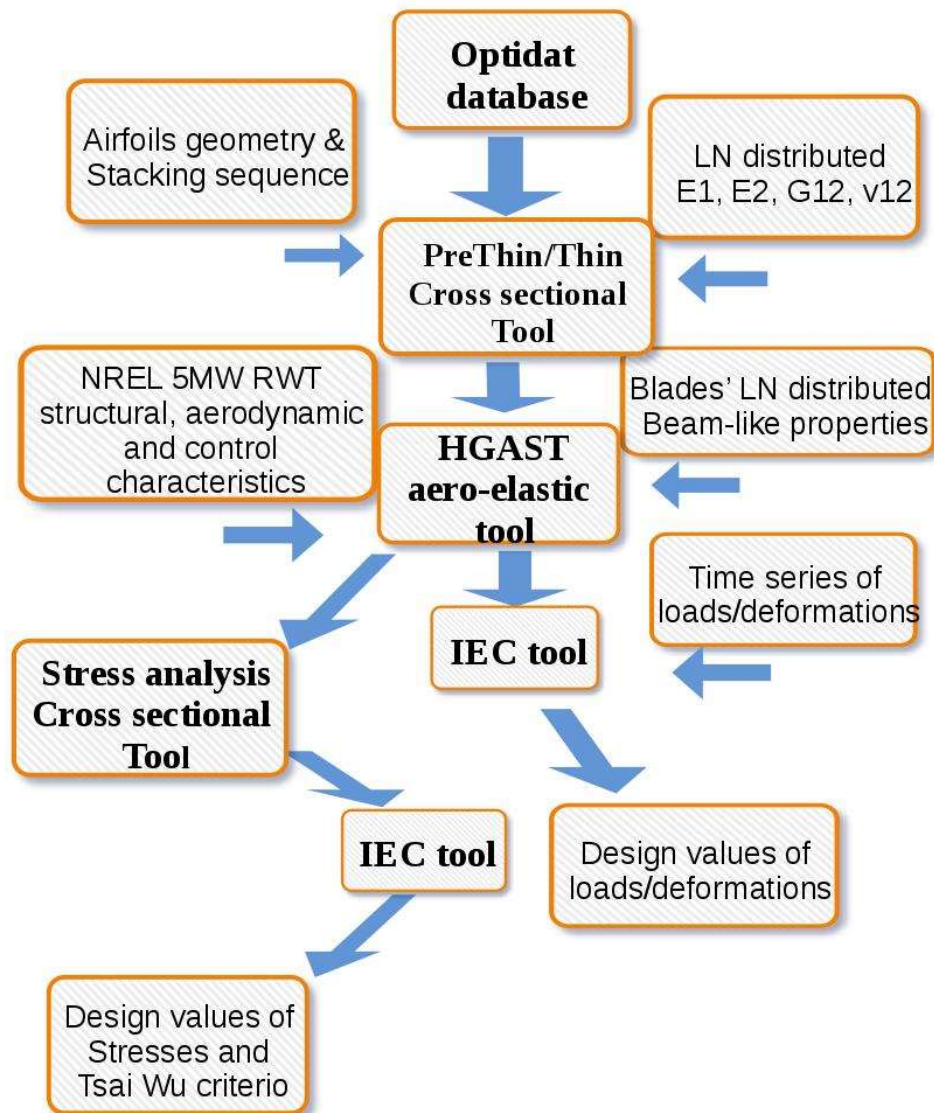 Optidat
database
Airfoils geometry &
Stacking sequence
LN distributed
E1, E2, G12, v12
PreThin/Thin
Cross sectional
Tool
NREL 5MW RWT
structural, aerodynamic
and control
characteristics
Blades’ LN distributed
Beam-like properties
HGAST
aero-elastic
tool
Time series of
loads/deformations
IEC tool
Stress analysis
Cross sectional
Tool
IEC tool
Design values of
loads/deformations
Design values of
Stresses and
Tsai Wu criterio